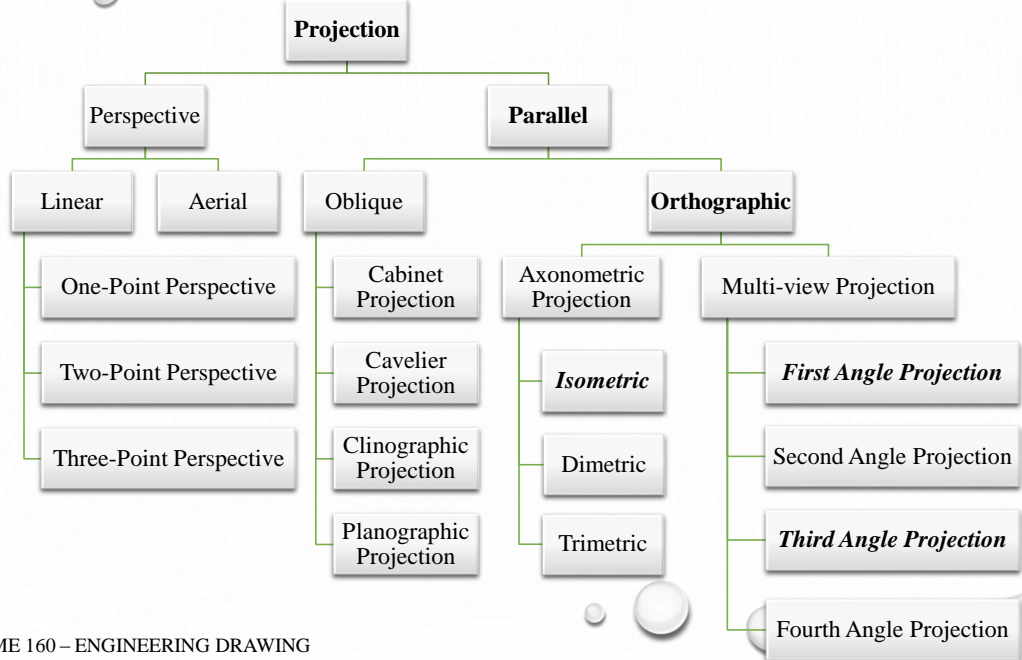 Projection
Perspective
Parallel
Linear
Aerial
Oblique
Orthographic
One-Point Perspective
Two-Point Perspective
Three-Point Perspective
Cabinet
Projection
Cavelier
Projection
Clinographic
Projection
Planographic
Projection
Axonometric
Projection
Isometric
Dimetric
Trimetric
Multi-view Projection
First Angle Projection
Second Angle Projection
Third Angle Projection
Fourth Angle Projection
ME 160 – ENGINEERING DRAWING